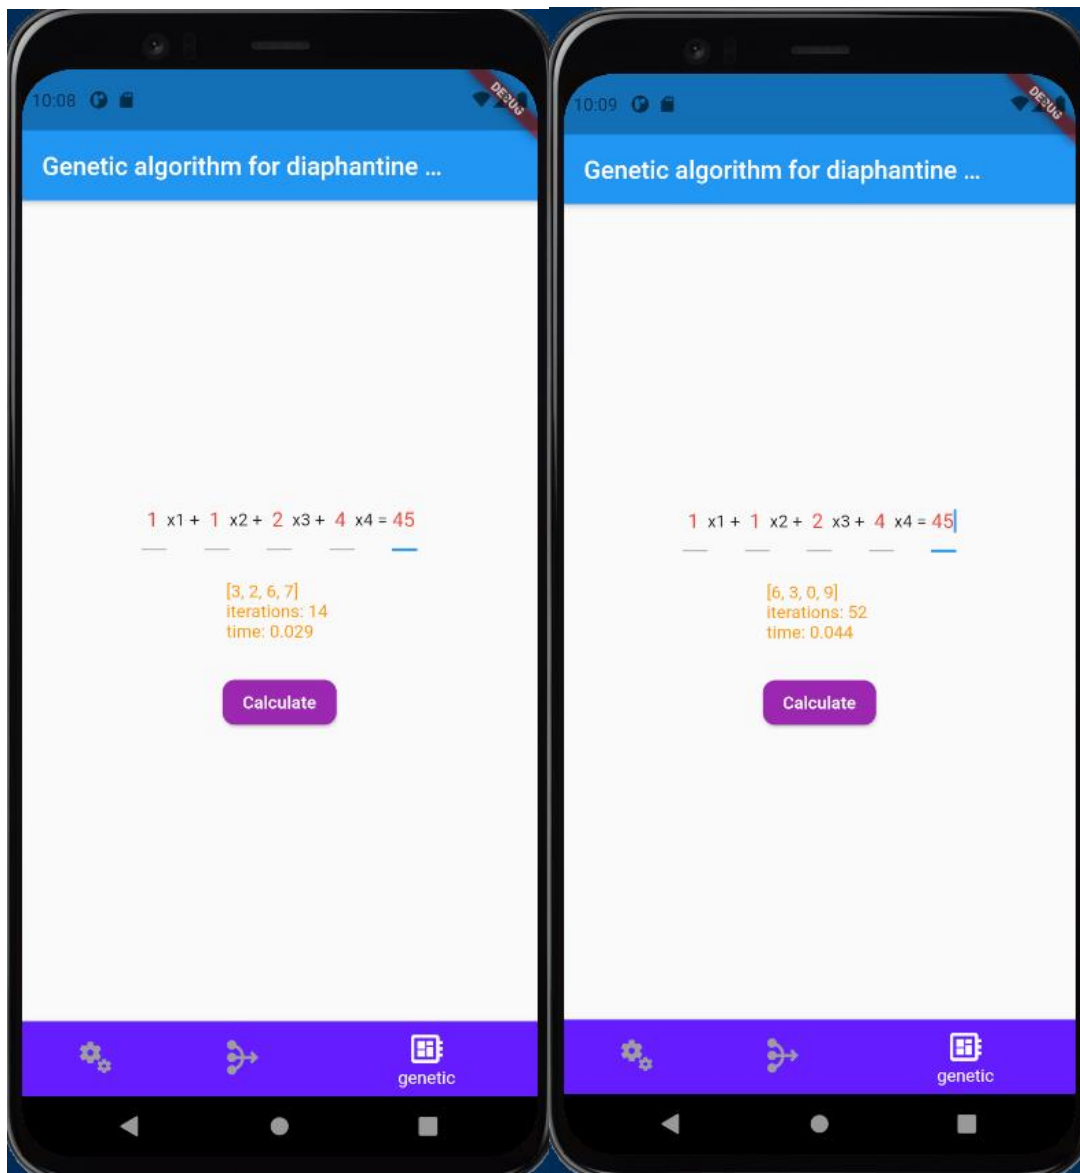 10:08
DEBUG
Genetic algorithm for diaphantine ...
1 x1 + 1 x2 + 2 x3 + 4 x4 = 45
[3, 2, 6, 7]
iterations: 14
time: 0.029
Calculate
genetic
10:09
DEBUG
Genetic algorithm for diaphantine ...
1 x1 + 1 x2 + 2 x3 + 4 x4 = 45
[6, 3, 0, 9]
iterations: 52
time: 0.044
Calculate
genetic